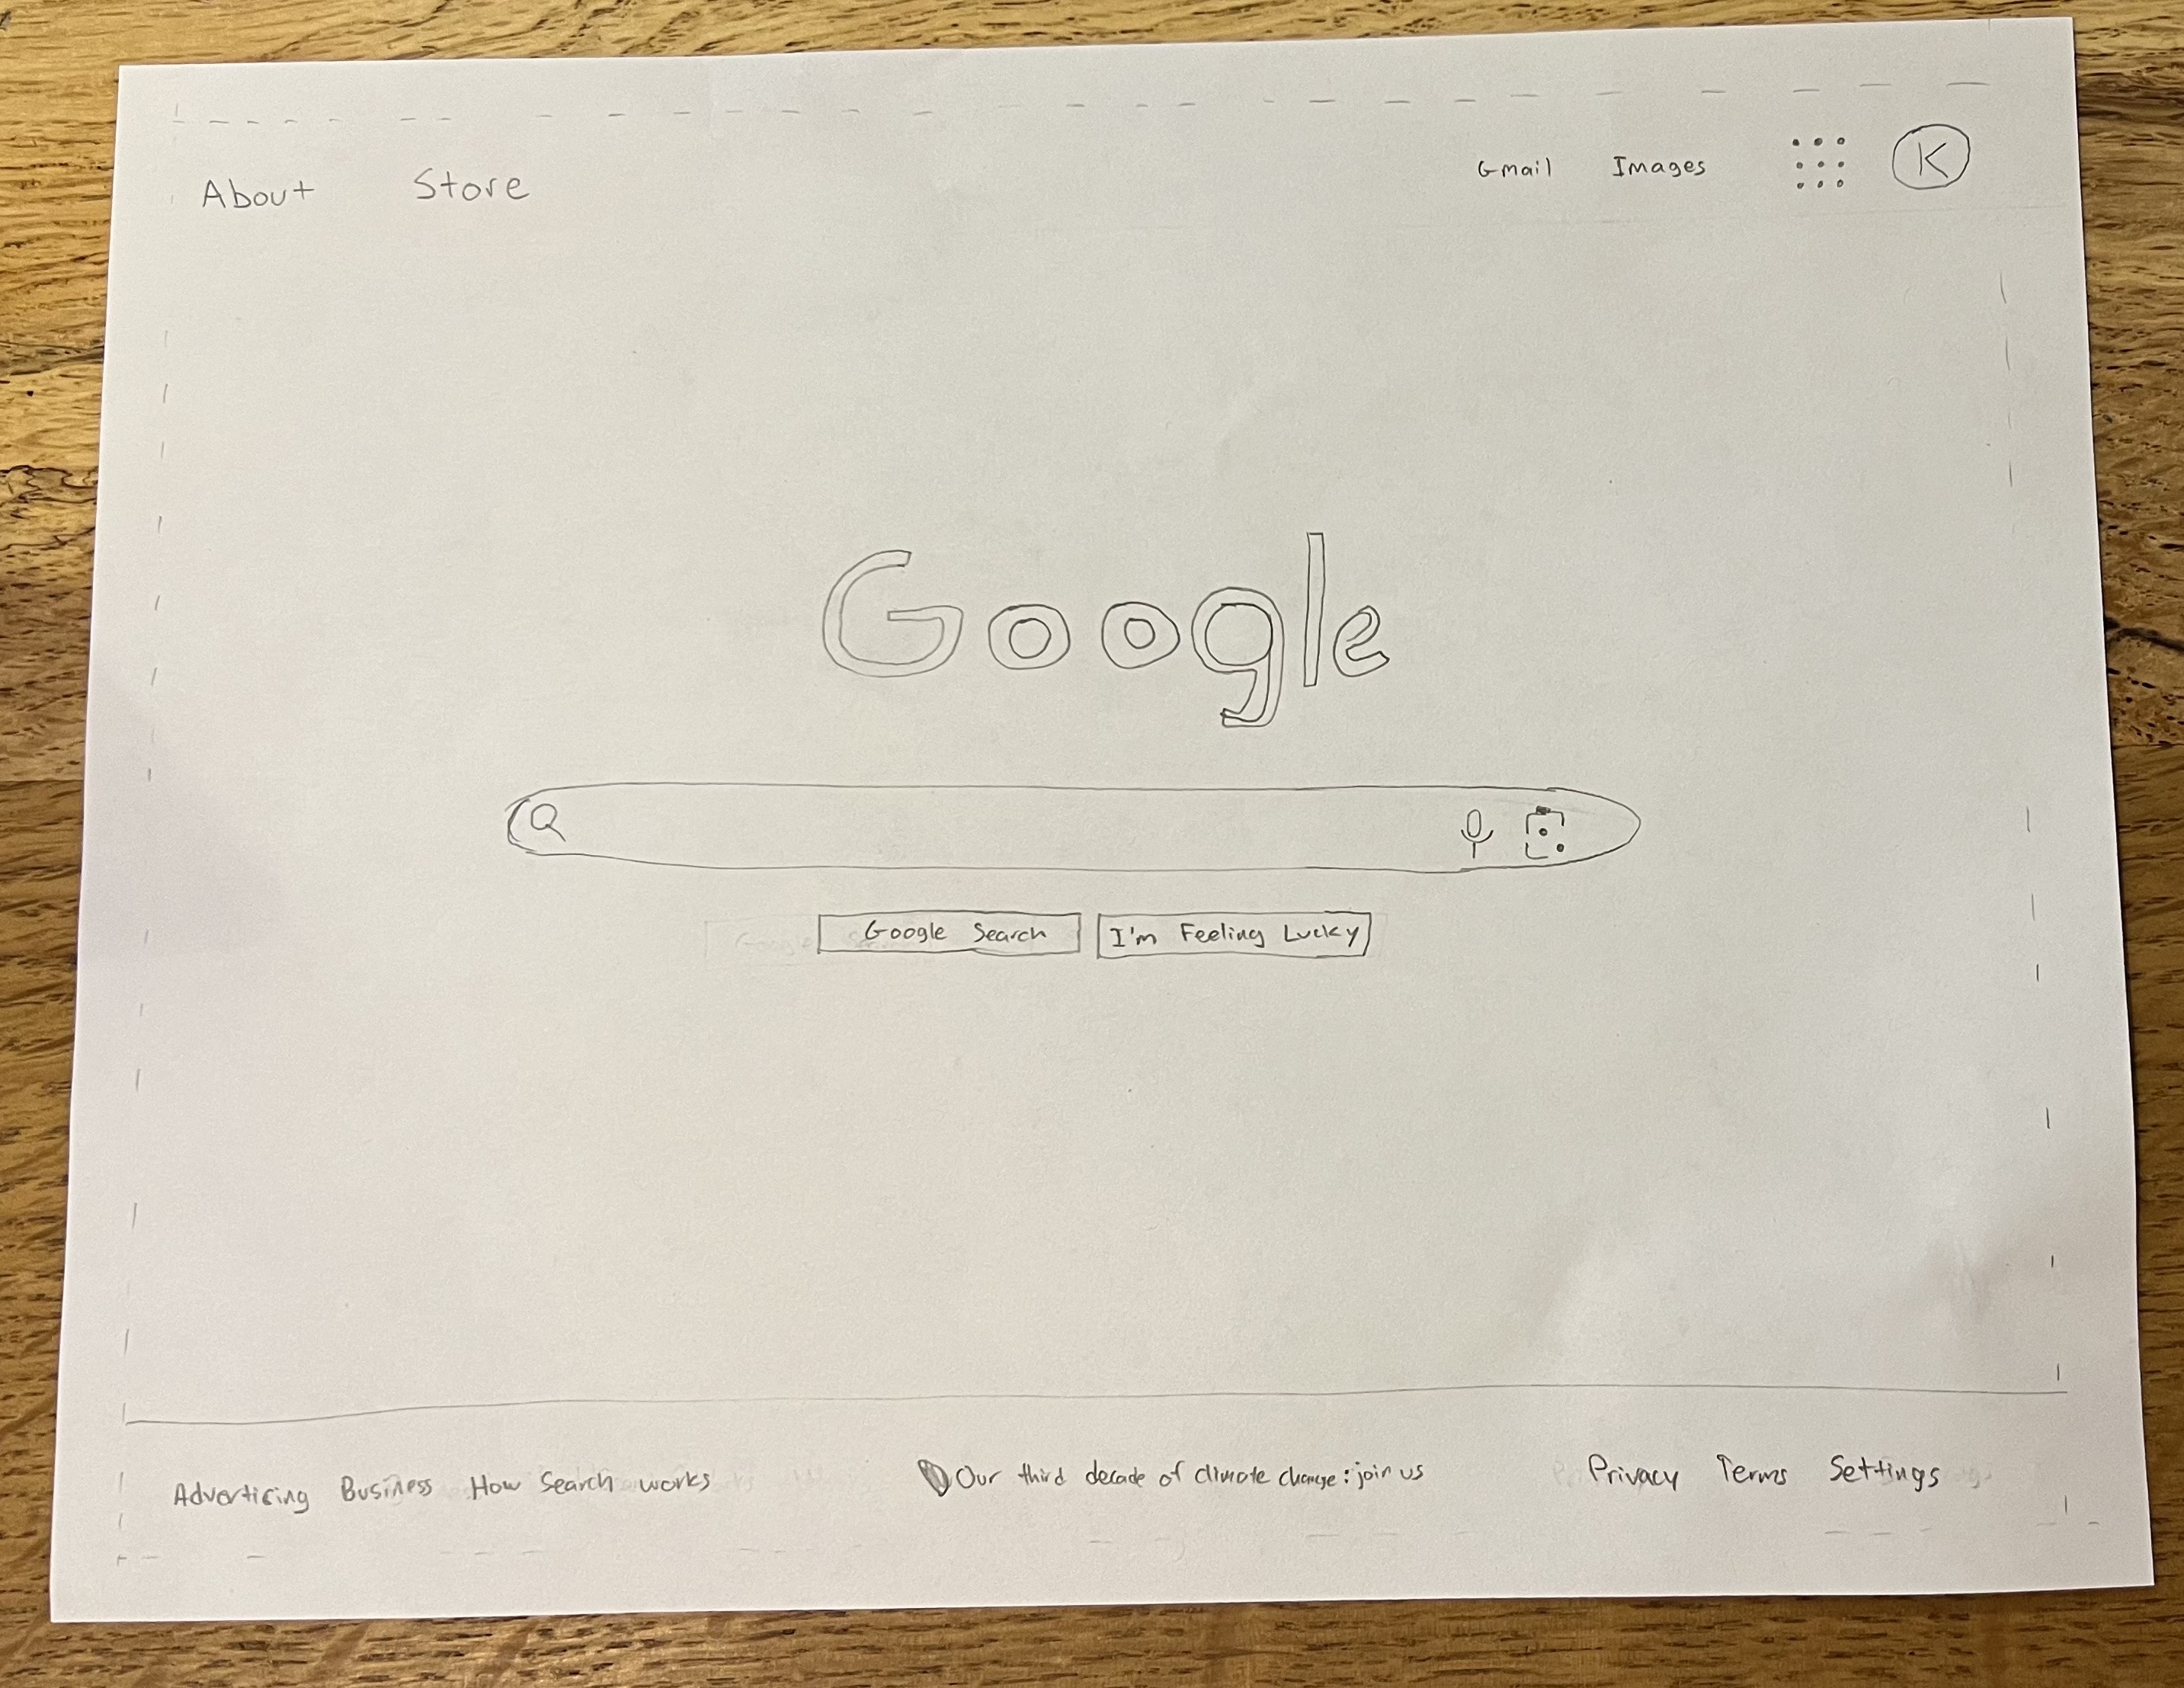 About Store
Gmail Images K
Google
Google Search I'm Feeling Lucky
Advertising Business How Search works
Our third decade of climate change: join us
Privacy Terms Settings